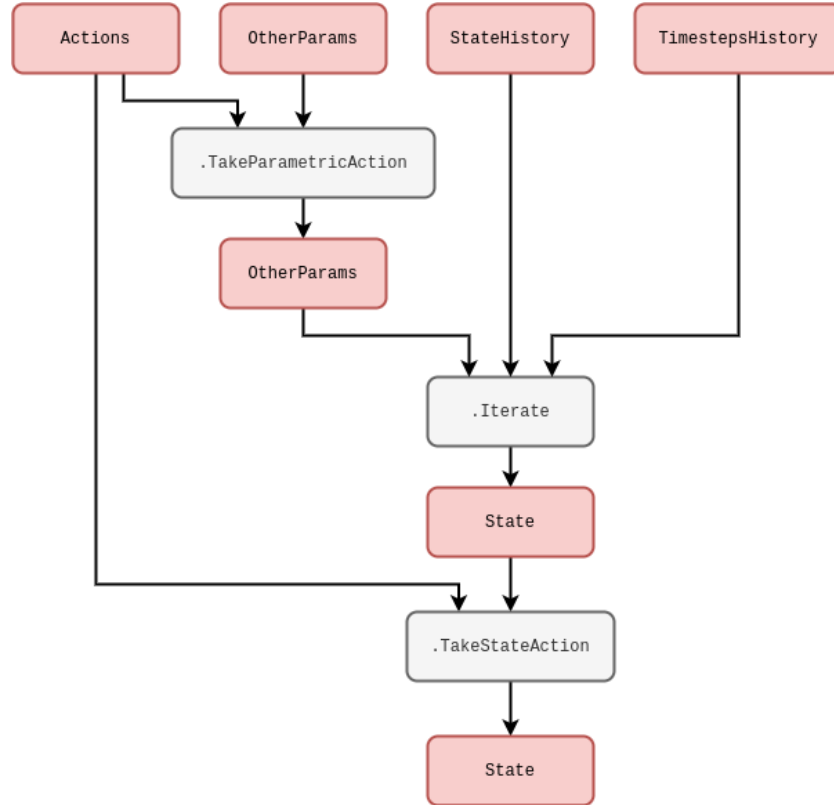 Actions
OtherParams
StateHistory
TimestepsHistory
.TakeParametricAction
OtherParams
.Iterate
State
.TakeStateAction
State